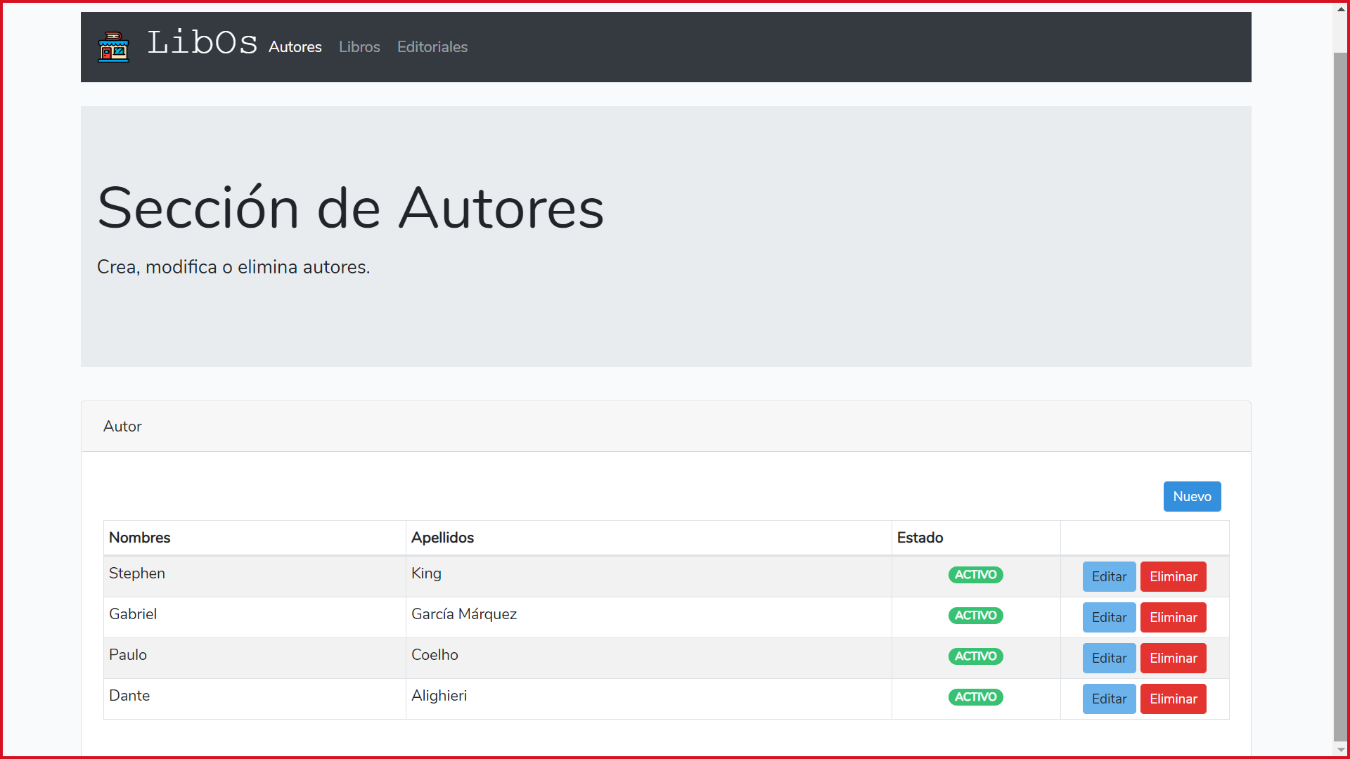 LibOs Autores Libros Editoriales
Sección de Autores
Crea, modifica o elimina autores.
Autor
Nuevo
Nombres Apellidos Estado
Stephen King ACTIVO Editar Eliminar
Gabriel García Márquez ACTIVO Editar Eliminar
Paulo Coelho ACTIVO Editar Eliminar
Dante Alighieri ACTIVO Editar Eliminar